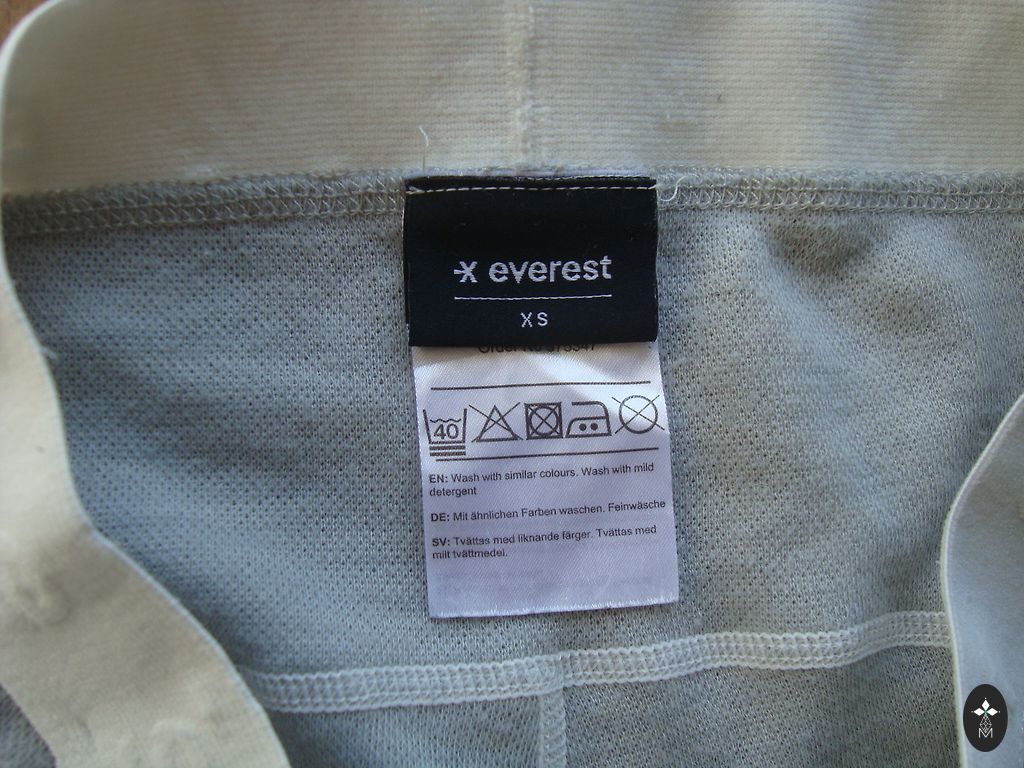 everest
XS
40
EN: Wash with similar colours. Wash with mild
detergent
DE: Mit ähnlichen Farben waschen. Feinwäsche
SV: Tvättas med liknande färger. Tvättas med
milt tvättmedel.
M